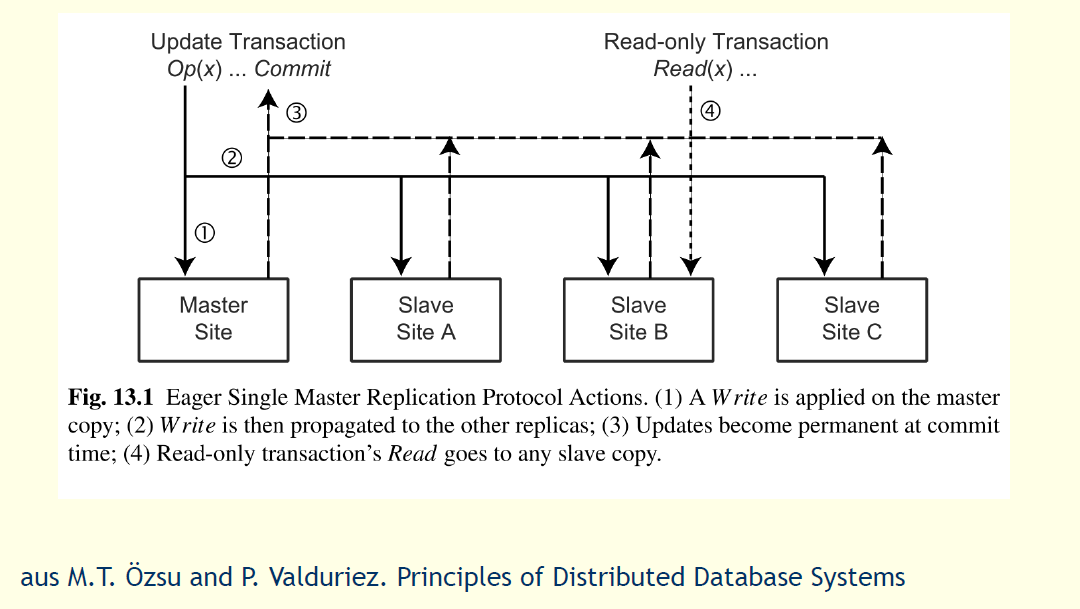 Update Transaction
Op(x) ... Commit
Read-only Transaction
Read(x) ...
③
④
②
①
Master
Site
Slave
Site A
Slave
Site B
Slave
Site C
Fig. 13.1 Eager Single Master Replication Protocol Actions. (1) A Write is applied on the master
copy; (2) Write is then propagated to the other replicas; (3) Updates become permanent at commit
time; (4) Read-only transaction's Read goes to any slave copy.
aus M.T. Özsu and P. Valduriez. Principles of Distributed Database Systems